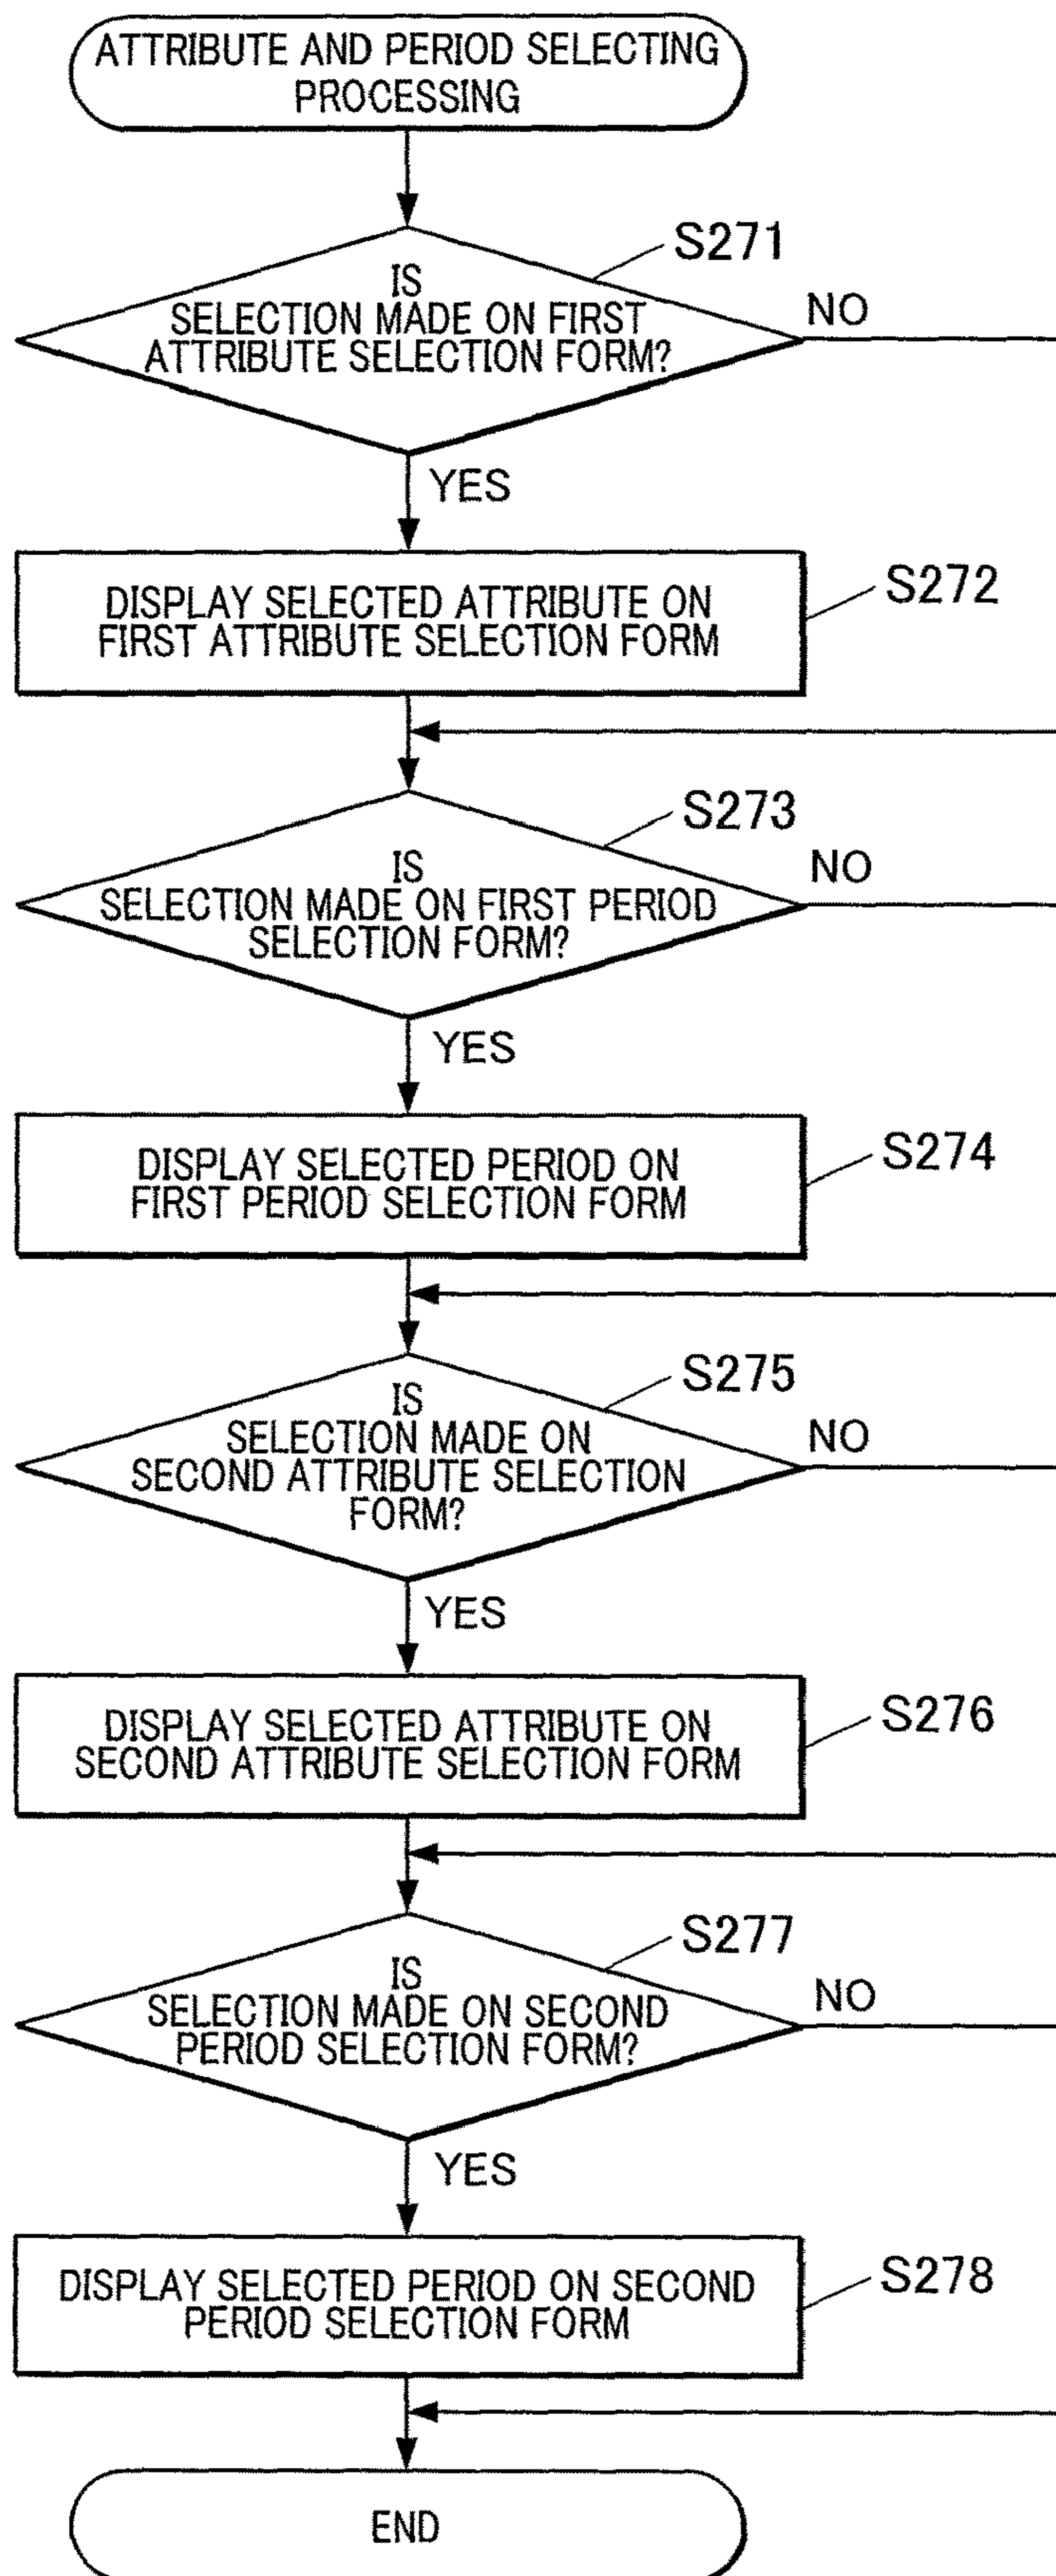 ATTRIBUTE AND PERIOD SELECTING
PROCESSING
S271
IS
SELECTION MADE ON FIRST
ATTRIBUTE SELECTION FORM?
NO
YES
DISPLAY SELECTED ATTRIBUTE ON
FIRST ATTRIBUTE SELECTION FORM
S272
S273
IS
SELECTION MADE ON FIRST PERIOD
SELECTION FORM?
NO
YES
DISPLAY SELECTED PERIOD ON
FIRST PERIOD SELECTION FORM
S274
S275
IS
SELECTION MADE ON
SECOND ATTRIBUTE SELECTION
FORM?
NO
YES
DISPLAY SELECTED ATTRIBUTE ON
SECOND ATTRIBUTE SELECTION FORM
S276
S277
IS
SELECTION MADE ON SECOND
PERIOD SELECTION FORM?
NO
YES
DISPLAY SELECTED PERIOD ON SECOND
PERIOD SELECTION FORM
S278
END